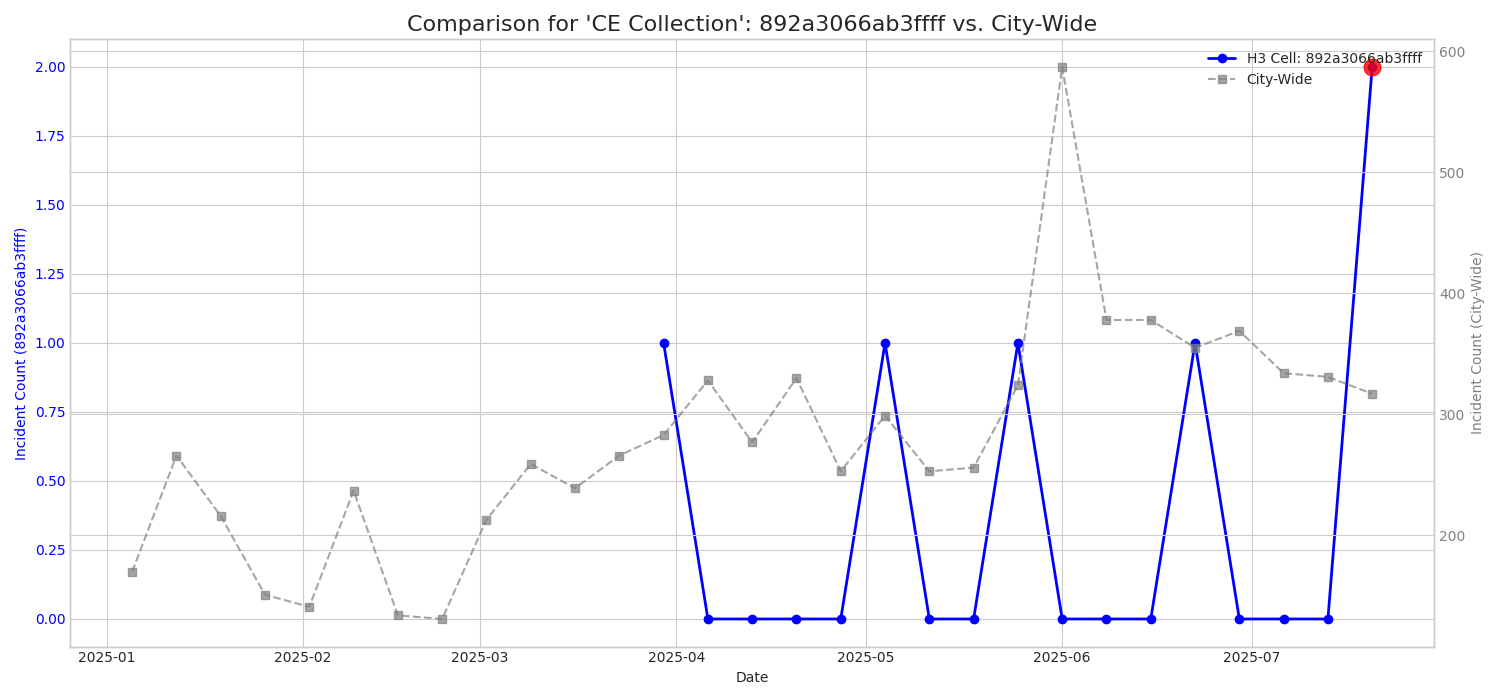 Comparison for 'CE Collection': 892a3066ab3ffff vs. City-Wide
H3 Cell: 892a3066ab3ffff
City-Wide
Incident Count (892a3066ab3ffff)
2.00
1.75
1.50
1.25
1.00
0.75
0.50
0.25
0.00
600
500
400
300
200
Incident Count (City-Wide)
2025-01 2025-02 2025-03 2025-04 2025-05 2025-06 2025-07
Date